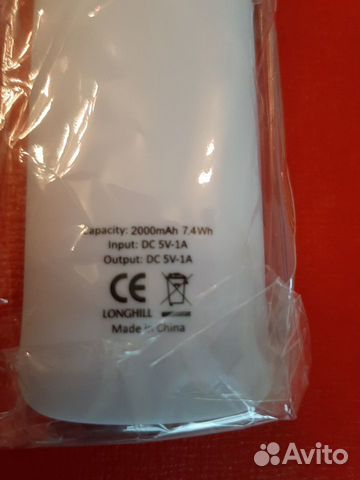 Capacity: 2000mAh 7.4Wh
Input: DC 5V-1A
Output: DC 5V-1A
CE
LONGHILL
Made in China
Avito